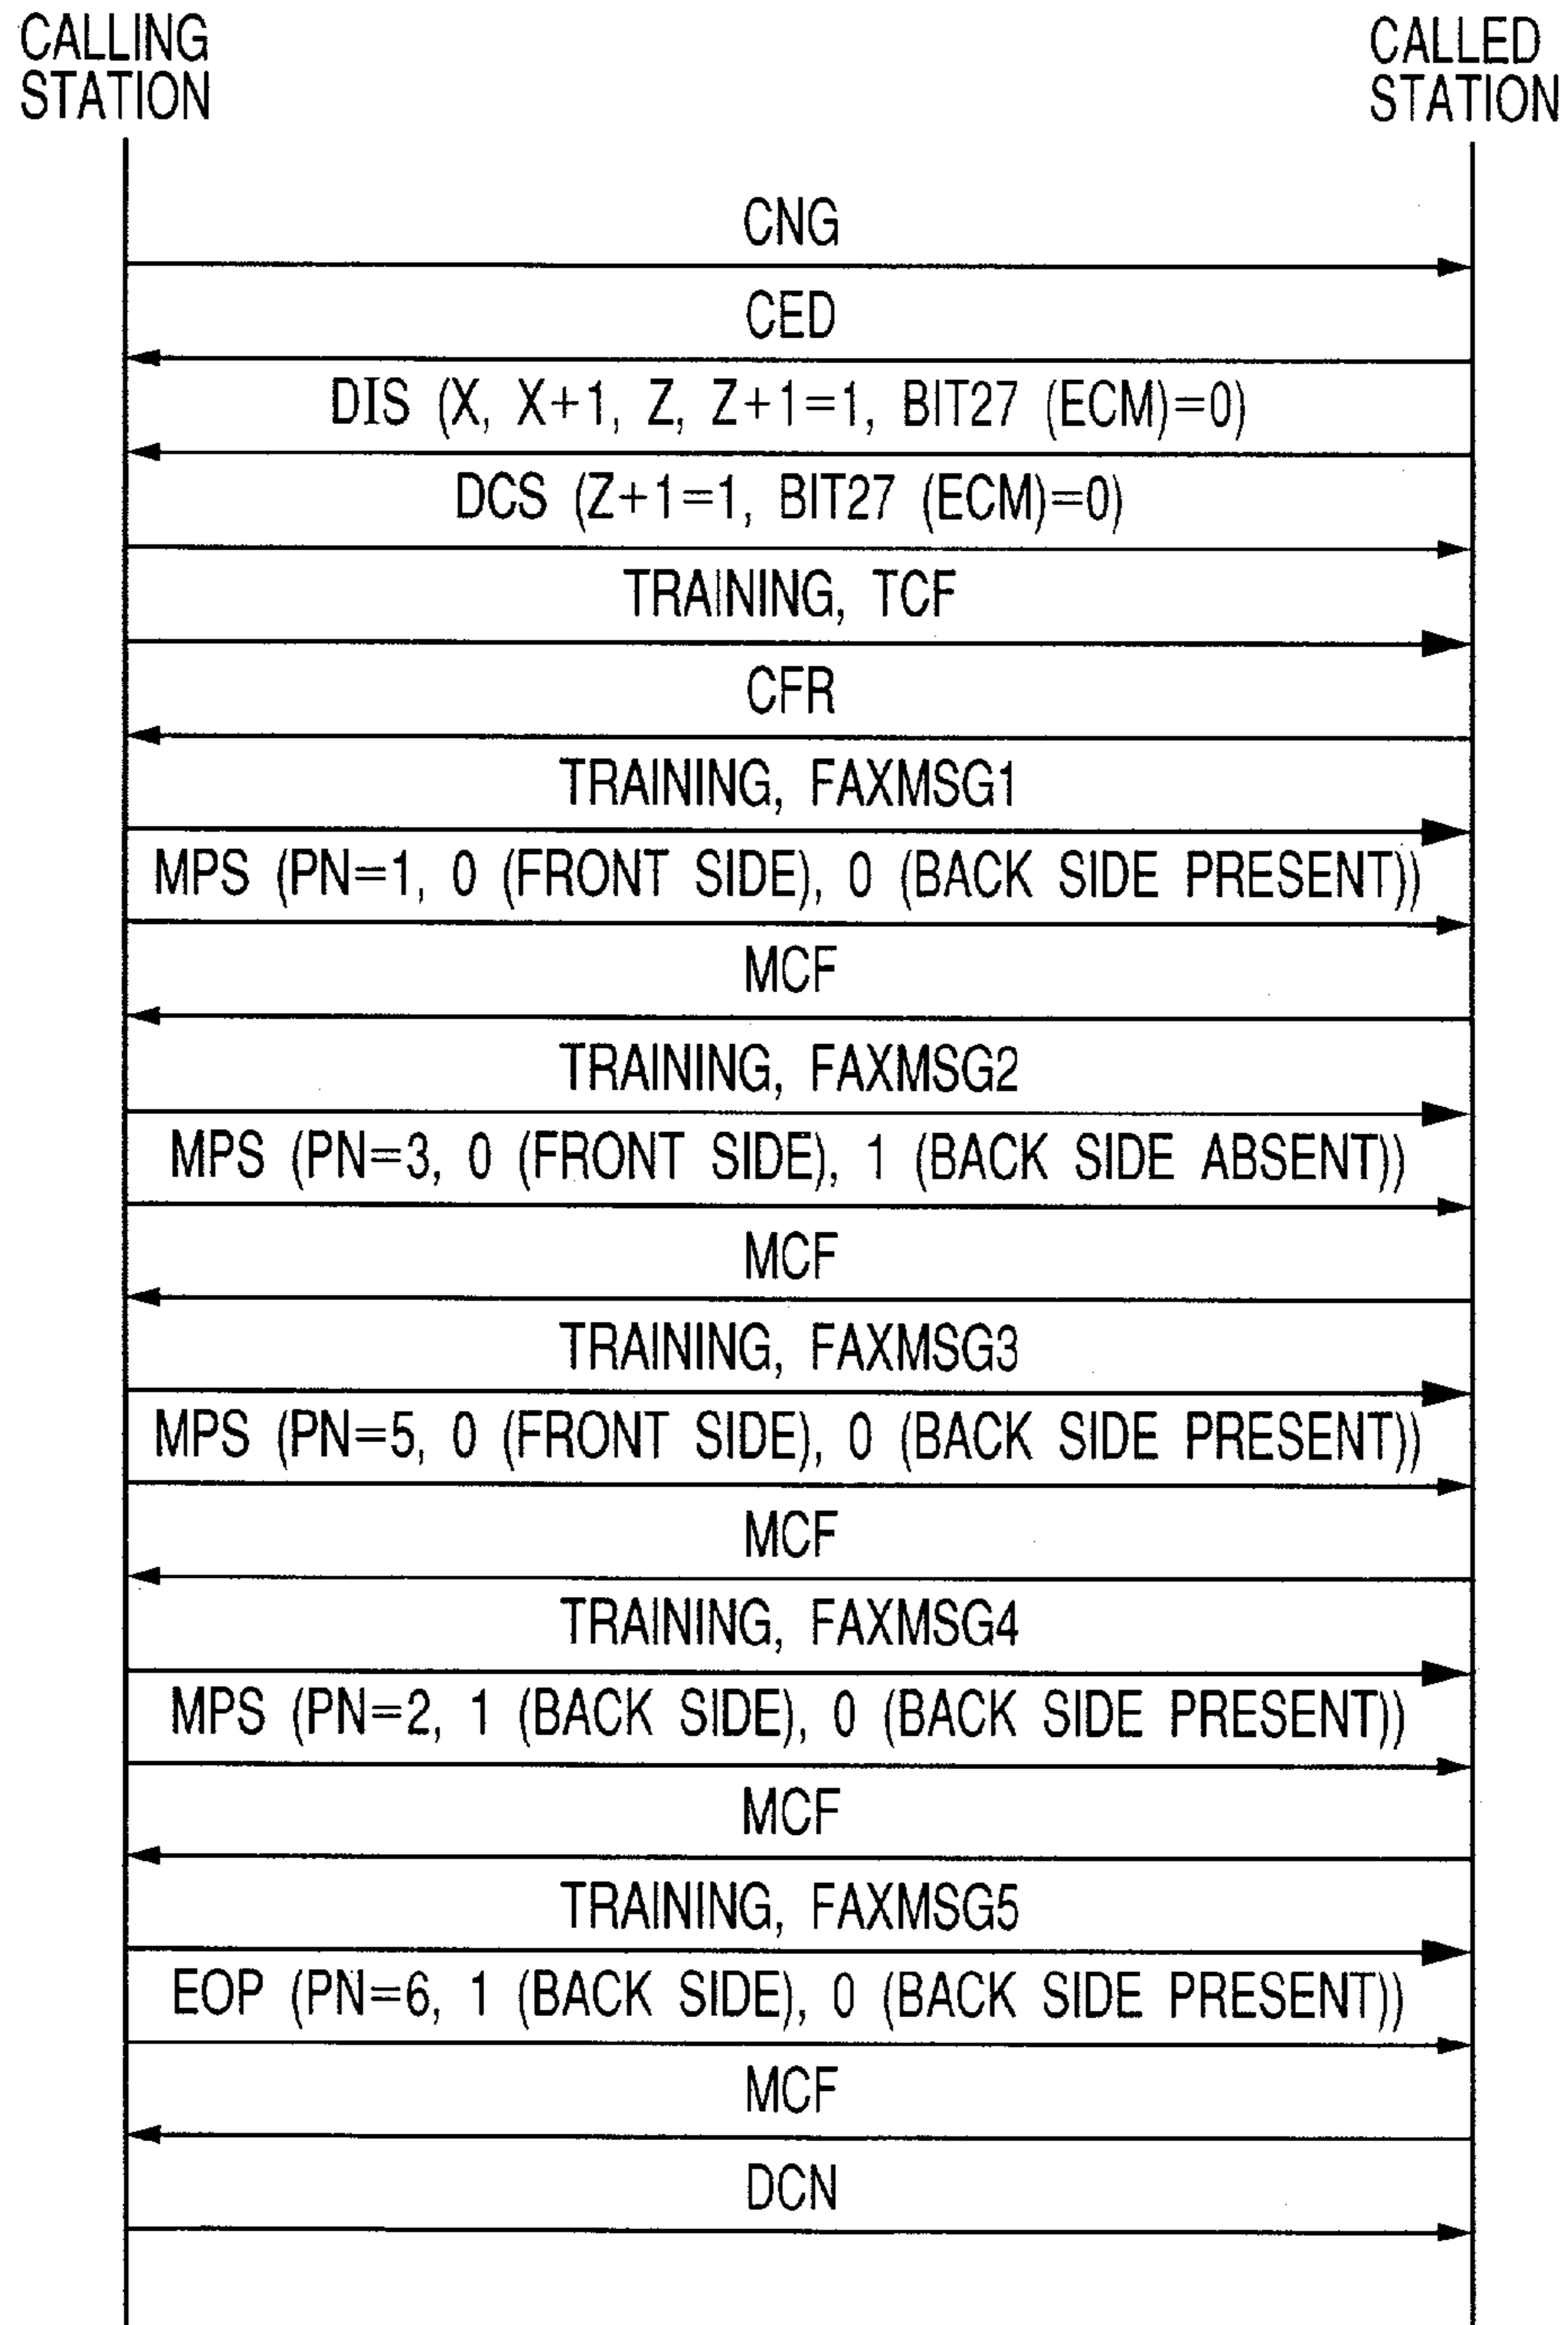 CALLING
STATION
CALLED
STATION
CNG
CED
DIS (X, X+1, Z, Z+1=1, BIT27 (ECM)=0)
DCS (Z+1=1, BIT27 (ECM)=0)
TRAINING, TCF
CFR
TRAINING, FAXMSG1
MPS (PN=1, 0 (FRONT SIDE), 0 (BACK SIDE PRESENT))
MCF
TRAINING, FAXMSG2
MPS (PN=3, 0 (FRONT SIDE), 1 (BACK SIDE ABSENT))
MCF
TRAINING, FAXMSG3
MPS (PN=5, 0 (FRONT SIDE), 0 (BACK SIDE PRESENT))
MCF
TRAINING, FAXMSG4
MPS (PN=2, 1 (BACK SIDE), 0 (BACK SIDE PRESENT))
MCF
TRAINING, FAXMSG5
EOP (PN=6, 1 (BACK SIDE), 0 (BACK SIDE PRESENT))
MCF
DCN